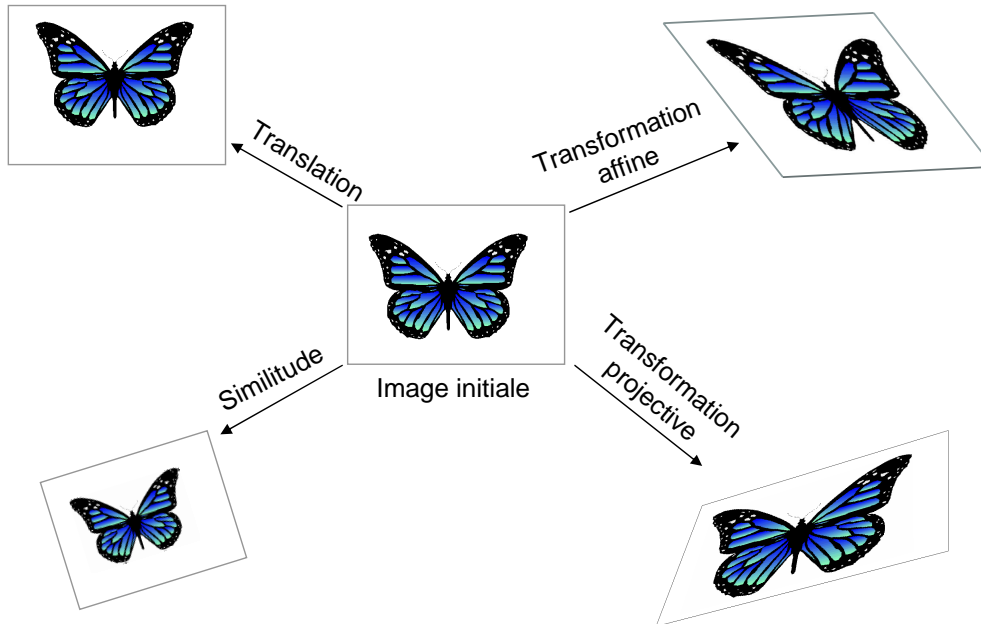 Translation
Transformation
affine
Similitude
Image initiale
Transformation
projective